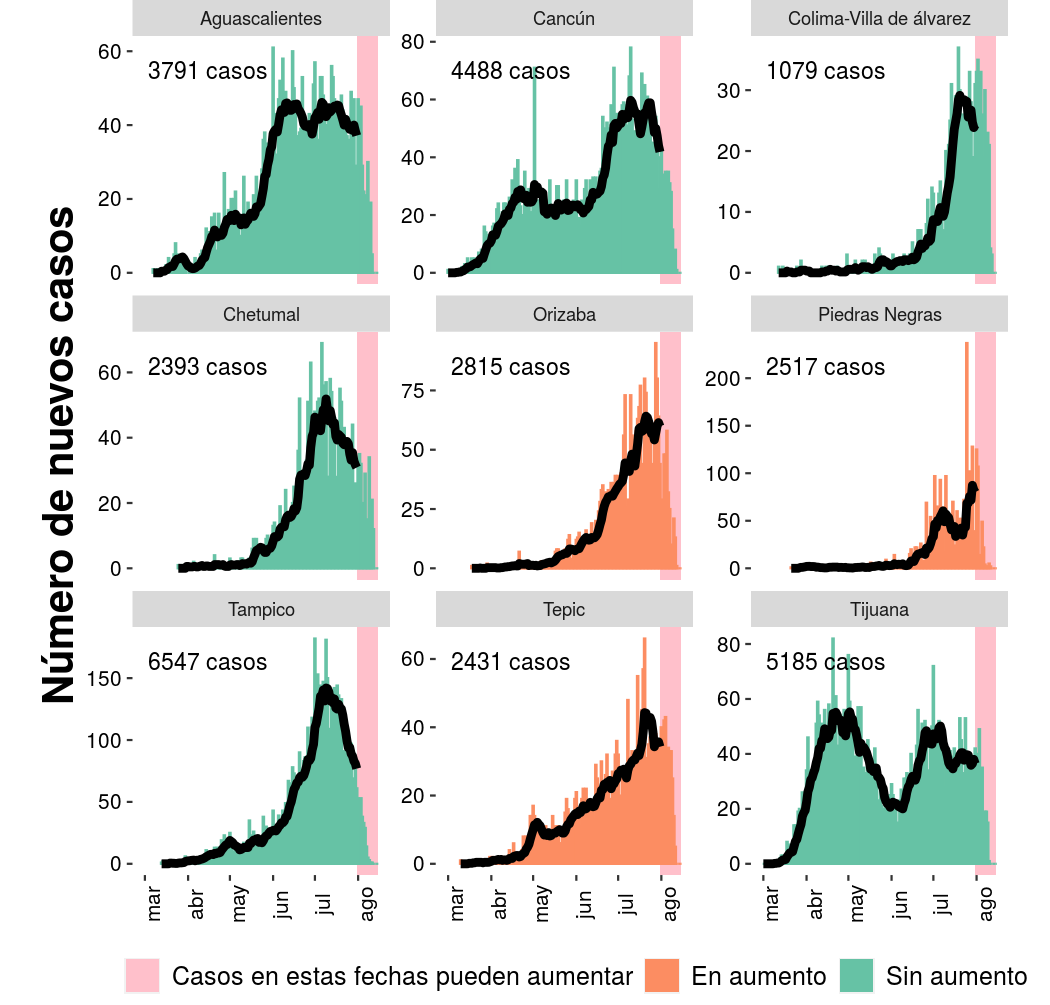 Número de nuevos casos
Aguascalientes
Cancún
Colima-Villa de álvarez
3791 casos
4488 casos
1079 casos
60
40
20
0
80
60
40
20
0
30
20
10
0
Chetumal
Orizaba
Piedras Negras
2393 casos
2815 casos
2517 casos
60
40
20
0
75
50
25
0
200
150
100
50
0
Tampico
Tepic
Tijuana
6547 casos
2431 casos
5185 casos
150
100
50
0
60
40
20
0
80
60
40
20
0
mar abr may jun jul ago
mar abr may jun jul ago
mar abr may jun jul ago
Casos en estas fechas pueden aumentar
En aumento
Sin aumento